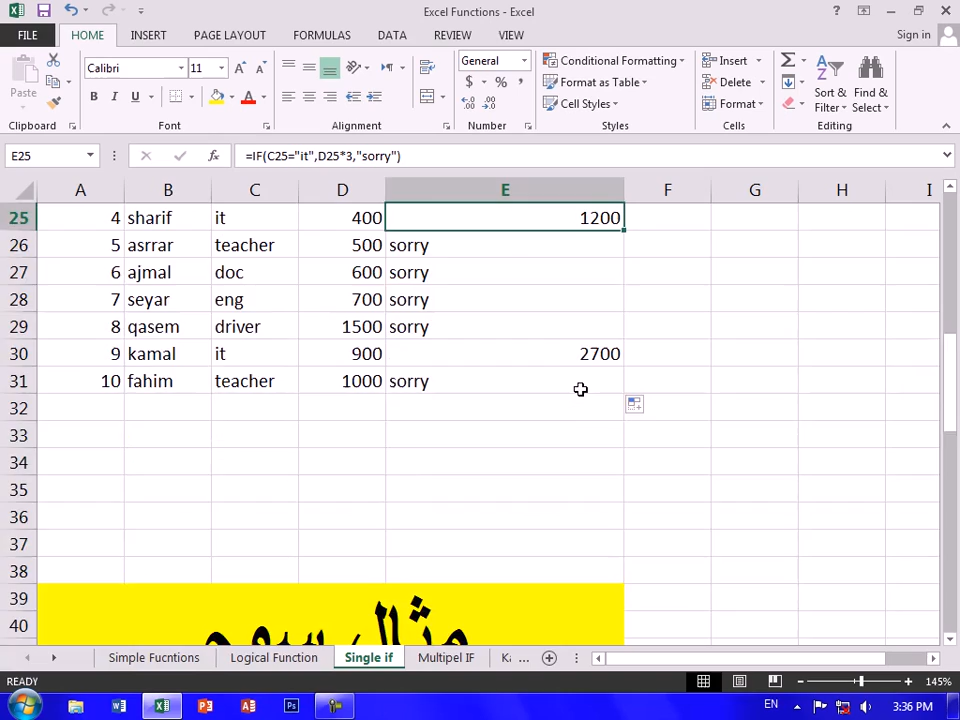 Excel Functions - Excel
FILE HOME INSERT PAGE LAYOUT FORMULAS DATA REVIEW VIEW Sign in
Calibri 11 General Conditional Formatting Insert
Paste Format as Table Delete Sort & Find &
B I U A $ % Cell Styles Format Filter Select
Clipboard Font Alignment Number Styles Cells Editing
E25 fx =IF(C25="it",D25*3,"sorry")
A B C D E F G H I
25 4 sharif it 400 1200
26 5 asrrar teacher 500 sorry
27 6 ajmal doc 600 sorry
28 7 seyar eng 700 sorry
29 8 qasem driver 1500 sorry
30 9 kamal it 900 2700
31 10 fahim teacher 1000 sorry
32
33
34
35
36
37
38
39 مثال سوم
40
Simple Fucntions Logical Function Single if Multipel IF ...
READY 145%
EN 3:36 PM